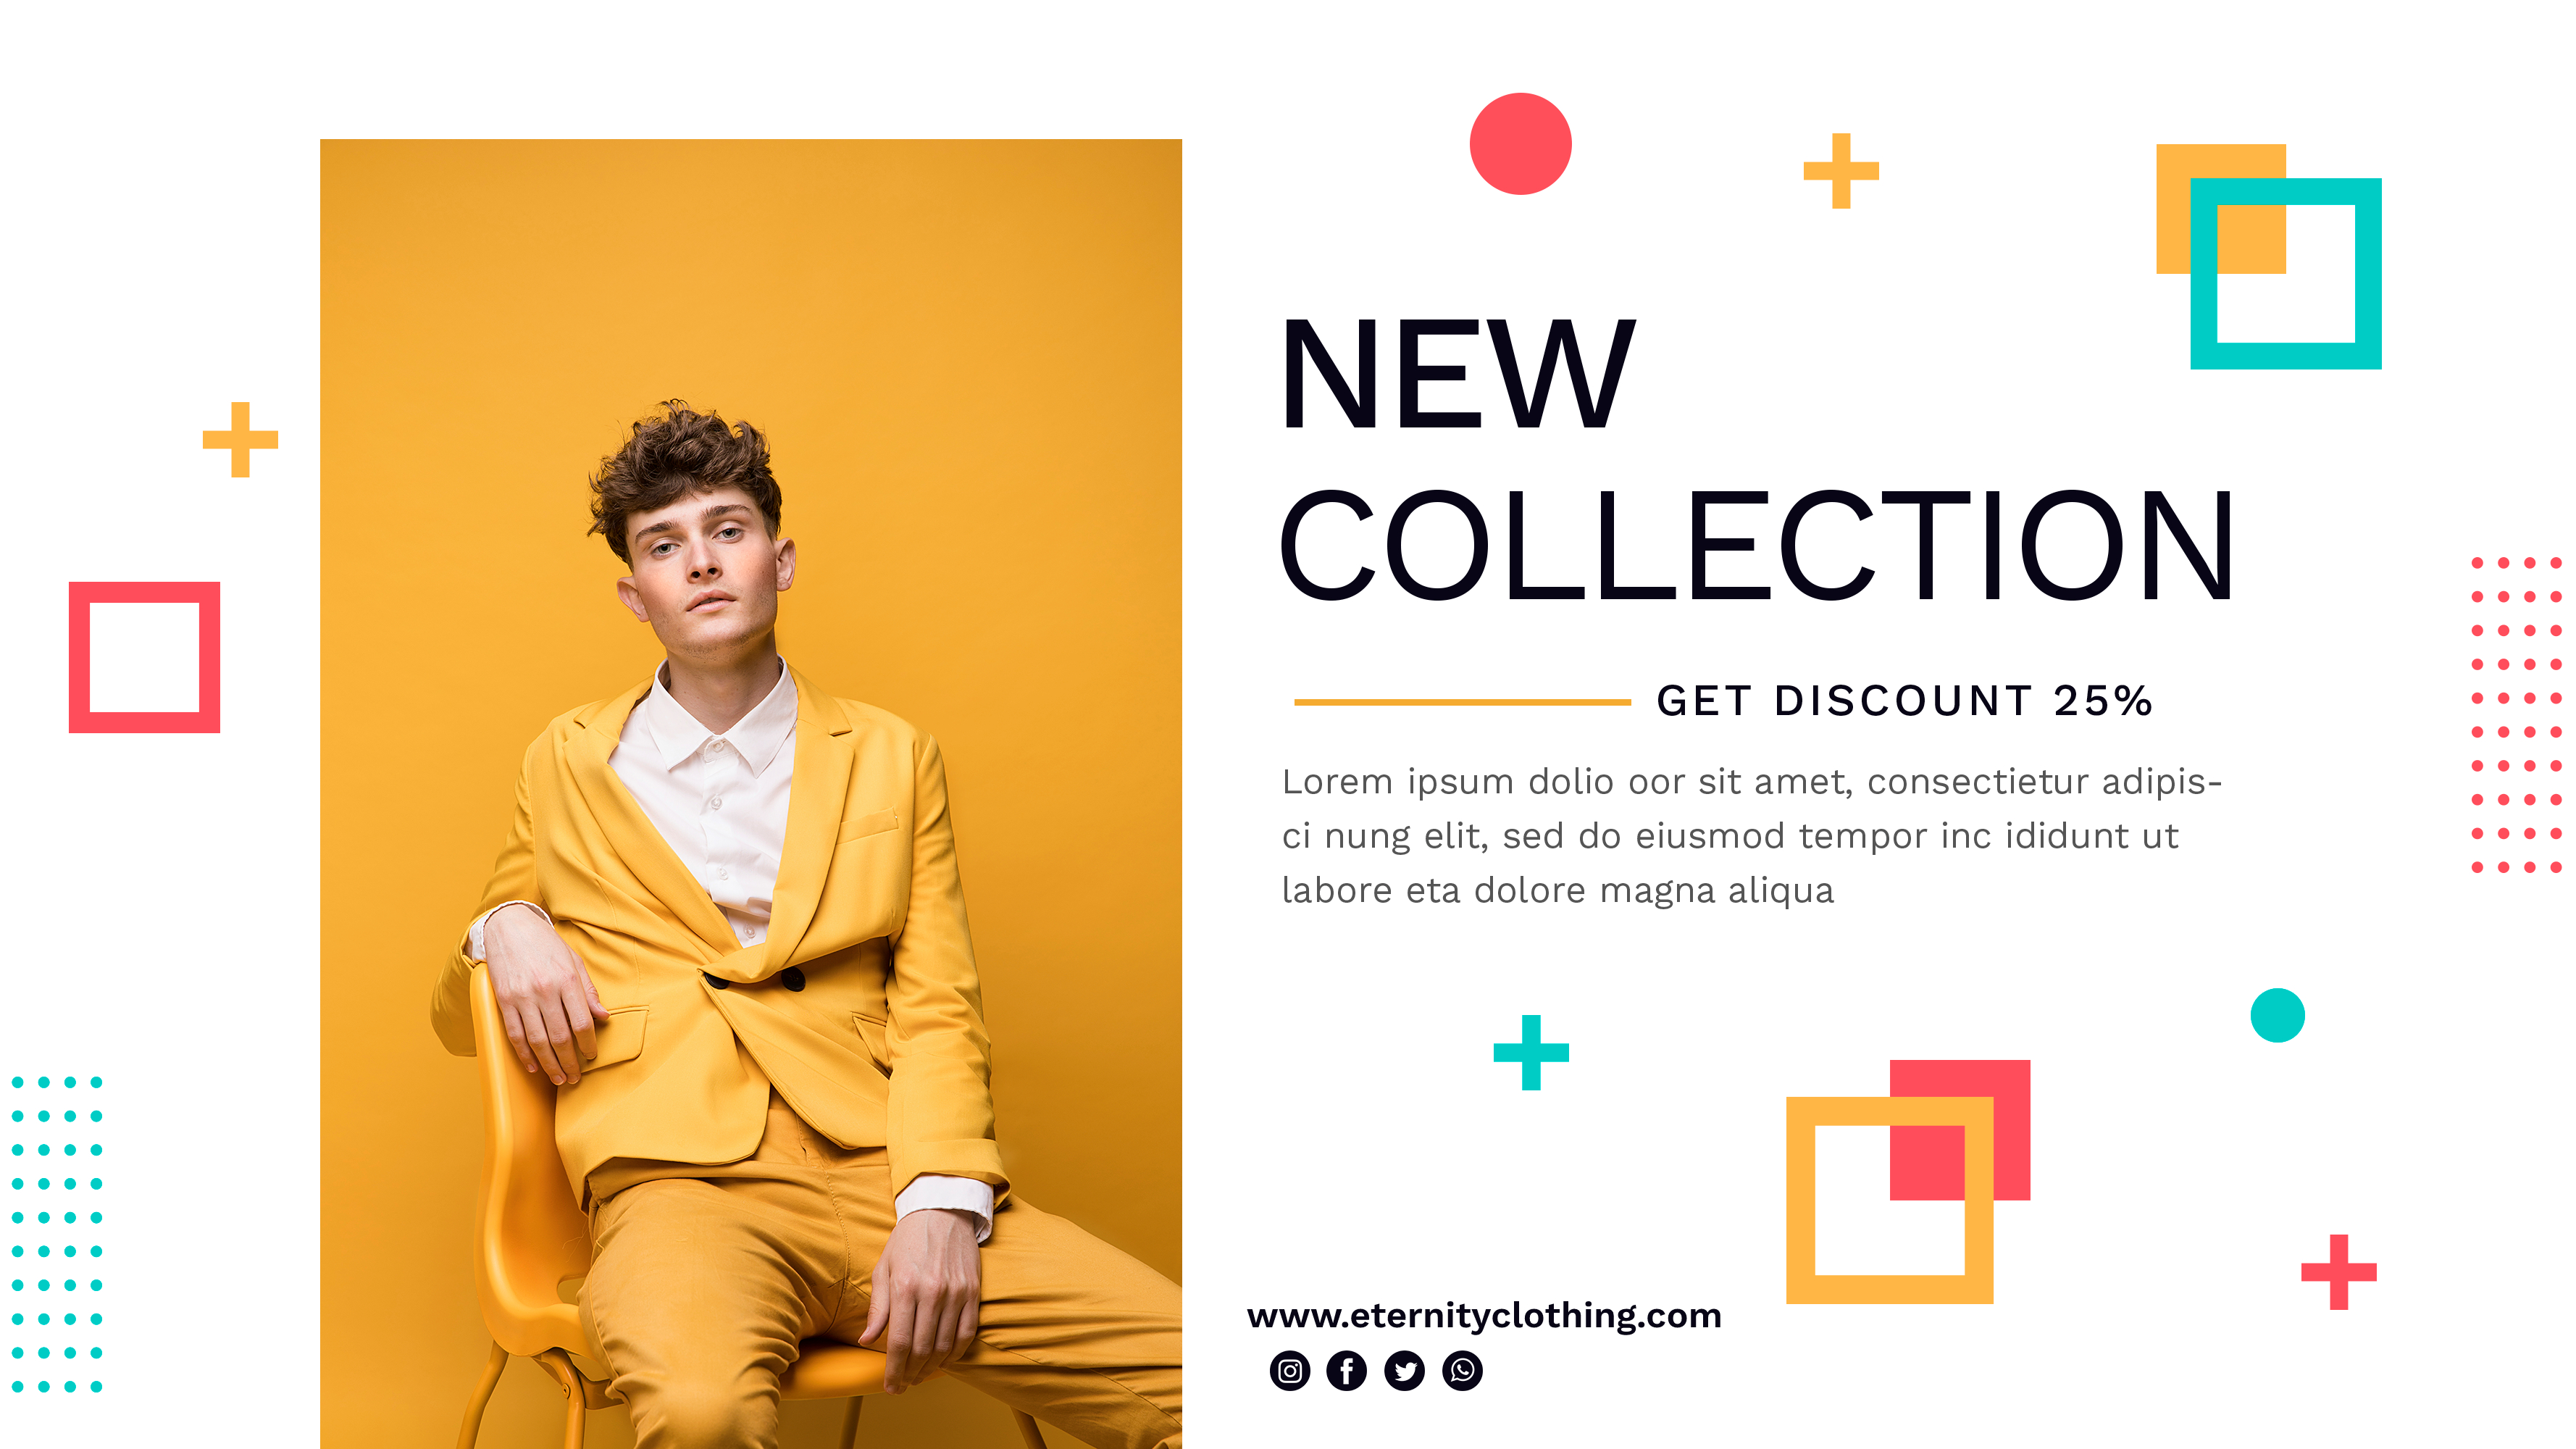 NEW
COLLECTION
GET DISCOUNT 25%
Lorem ipsum dolio oor sit amet, consectietur adipis-
ci nung elit, sed do eiusmod tempor inc ididunt ut
labore eta dolore magna aliqua
www.eternityclothing.com